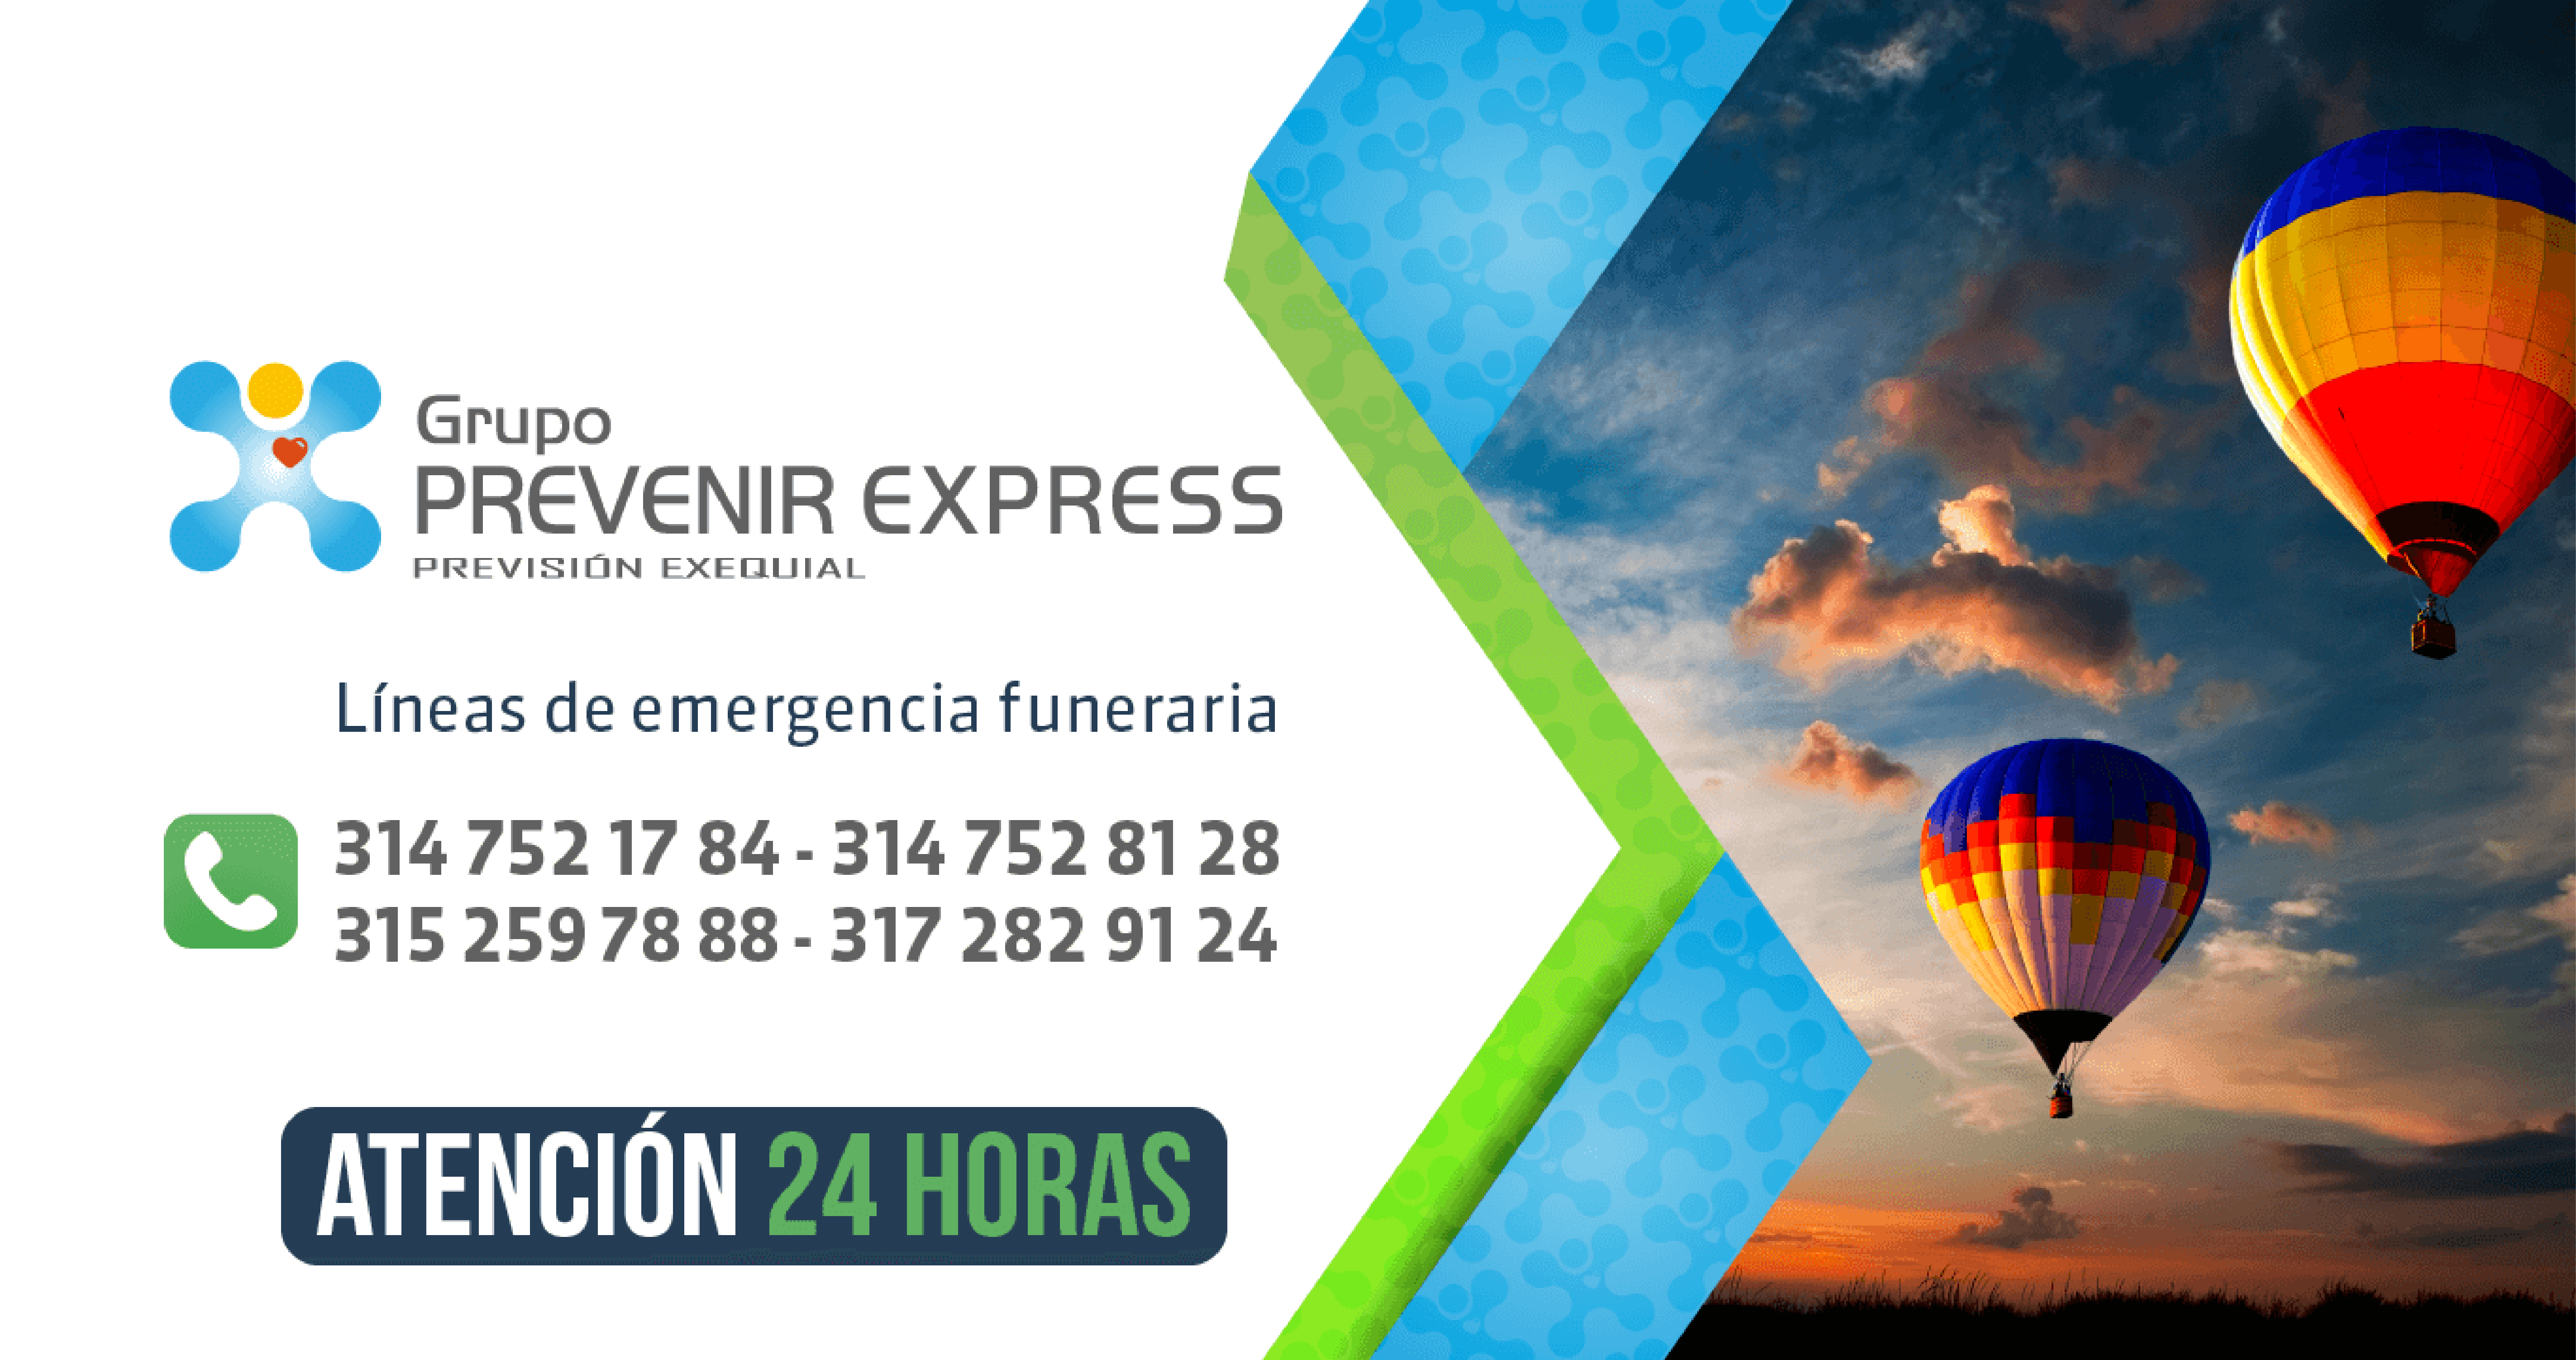 Grupo
PREVENIR EXPRESS
PREVISIÓN EXEQUIAL
Líneas de emergencia funeraria
314 752 17 84 - 314 752 81 28
315 259 78 88 - 317 282 91 24
ATENCIÓN 24 HORAS